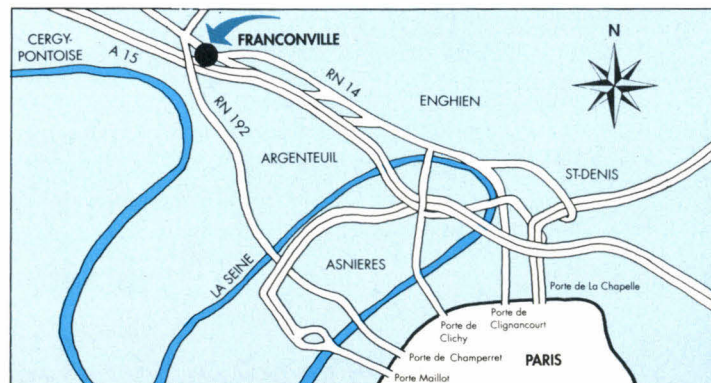 N
CERGY-
PONTOISE
A 15
FRANCONVILLE
RN 14
RN 192
ENGHIEN
ARGENTEUIL
ST-DENIS
LA SEINE
ASNIERES
Porte de La Chapelle
Porte de
Clichy
Porte de
Clignancourt
Porte de Champerret
PARIS
Porte Maillot